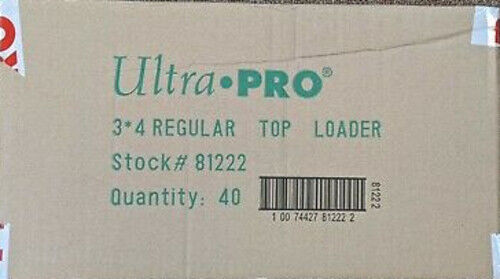 Ultra•PRO®
3*4 REGULAR TOP LOADER
Stock# 81222
Quantity: 40
81222
1 00 74427 81222 2